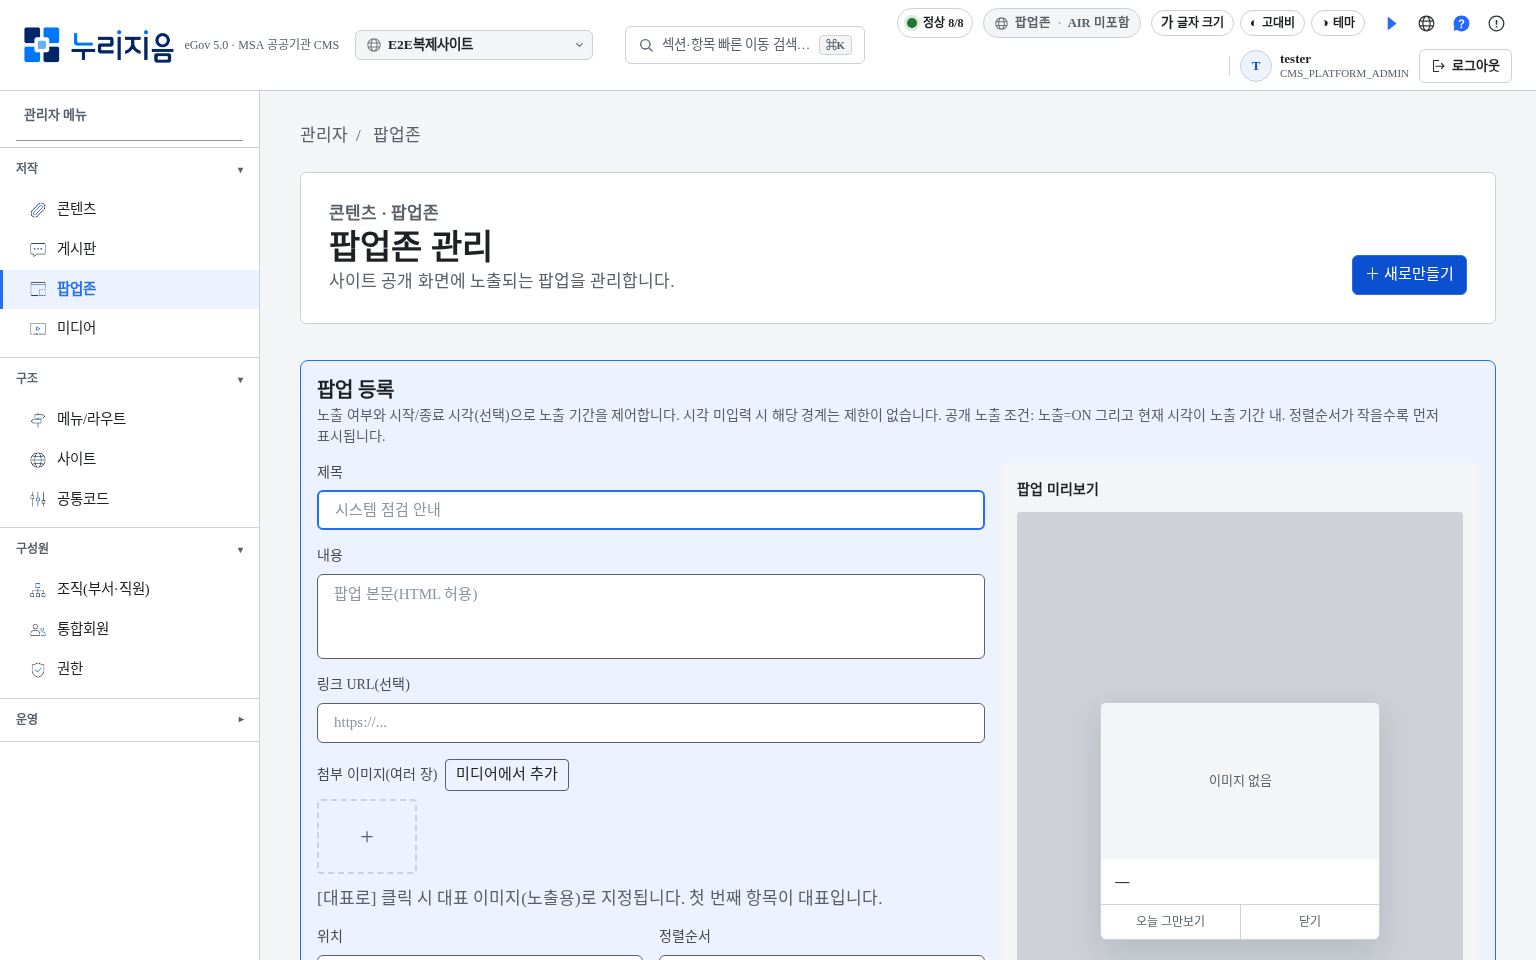 누리지음
eGov 5.0 · MSA 공공기관 CMS
E2E복제사이트
섹션·항목 빠른 이동 검색…
⌘K
정상 8/8
팝업존 · AIR 미포함
가 글자 크기
고대비
테마
T
tester
CMS_PLATFORM_ADMIN
로그아웃
관리자 메뉴
저작
콘텐츠
게시판
팝업존
미디어
구조
메뉴/라우트
사이트
공통코드
구성원
조직(부서·직원)
통합회원
권한
운영
관리자 / 팝업존
콘텐츠 · 팝업존
팝업존 관리
사이트 공개 화면에 노출되는 팝업을 관리합니다.
+ 새로만들기
팝업 등록
노출 여부와 시작/종료 시각(선택)으로 노출 기간을 제어합니다. 시각 미입력 시 해당 경계는 제한이 없습니다. 공개 노출 조건: 노출=ON 그리고 현재 시각이 노출 기간 내. 정렬순서가 작을수록 먼저
표시됩니다.
제목
시스템 점검 안내
내용
팝업 본문(HTML 허용)
링크 URL(선택)
https://...
첨부 이미지(여러 장)
미디어에서 추가
+
[대표로] 클릭 시 대표 이미지(노출용)로 지정됩니다. 첫 번째 항목이 대표입니다.
위치
정렬순서
팝업 미리보기
이미지 없음
—
오늘 그만보기
닫기